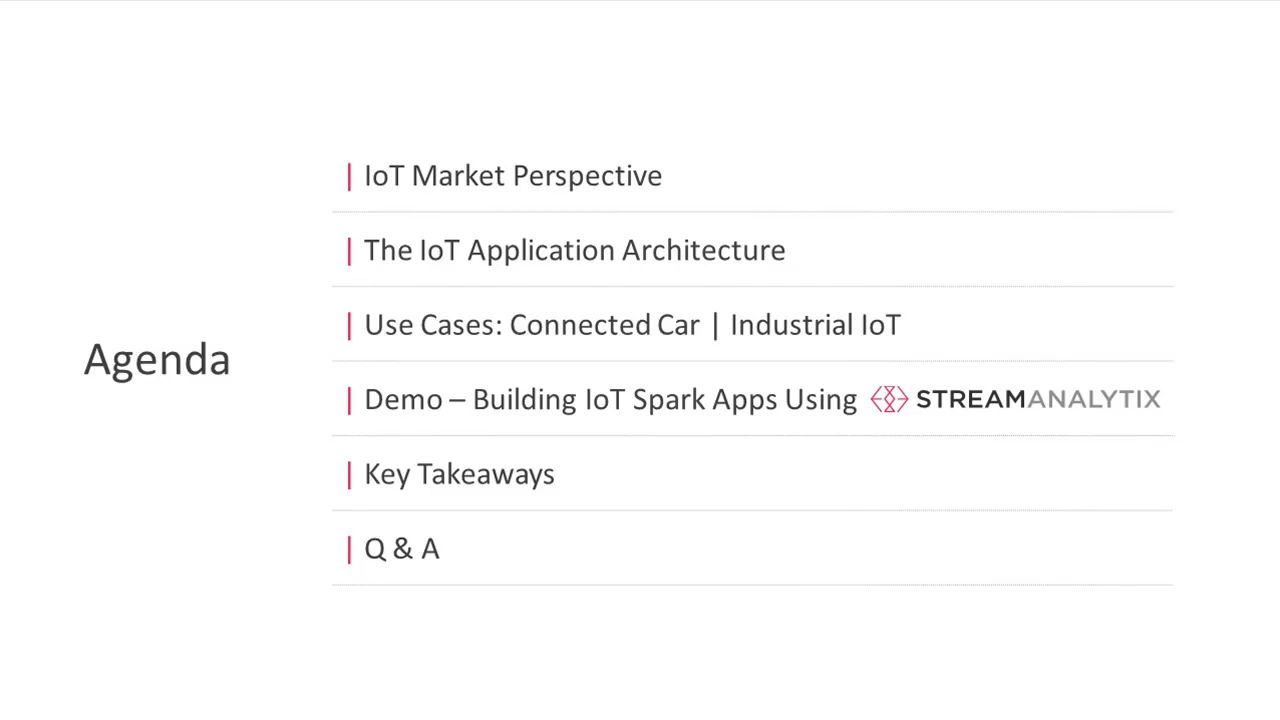 Agenda
| IoT Market Perspective
| The IoT Application Architecture
| Use Cases: Connected Car | Industrial IoT
| Demo – Building IoT Spark Apps Using STREAMANALYTIX
| Key Takeaways
| Q & A